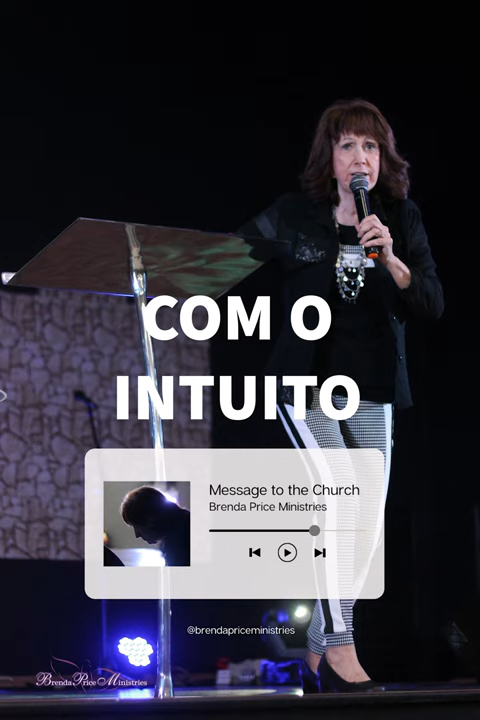 COM O
INTUITO
Message to the Church
Brenda Price Ministries
@brendapriceministries
Brenda Price Ministries